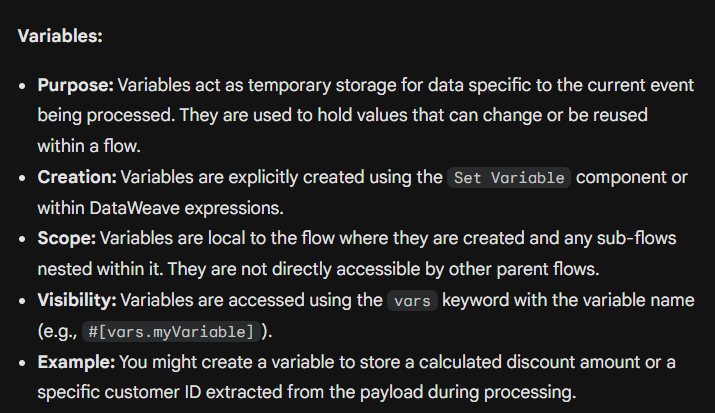 Variables:
• Purpose: Variables act as temporary storage for data specific to the current event
being processed. They are used to hold values that can change or be reused
within a flow.
• Creation: Variables are explicitly created using the Set Variable component or
within DataWeave expressions.
• Scope: Variables are local to the flow where they are created and any sub-flows
nested within it. They are not directly accessible by other parent flows.
• Visibility: Variables are accessed using the vars keyword with the variable name
(e.g., #[vars.myVariable]).
• Example: You might create a variable to store a calculated discount amount or a
specific customer ID extracted from the payload during processing.